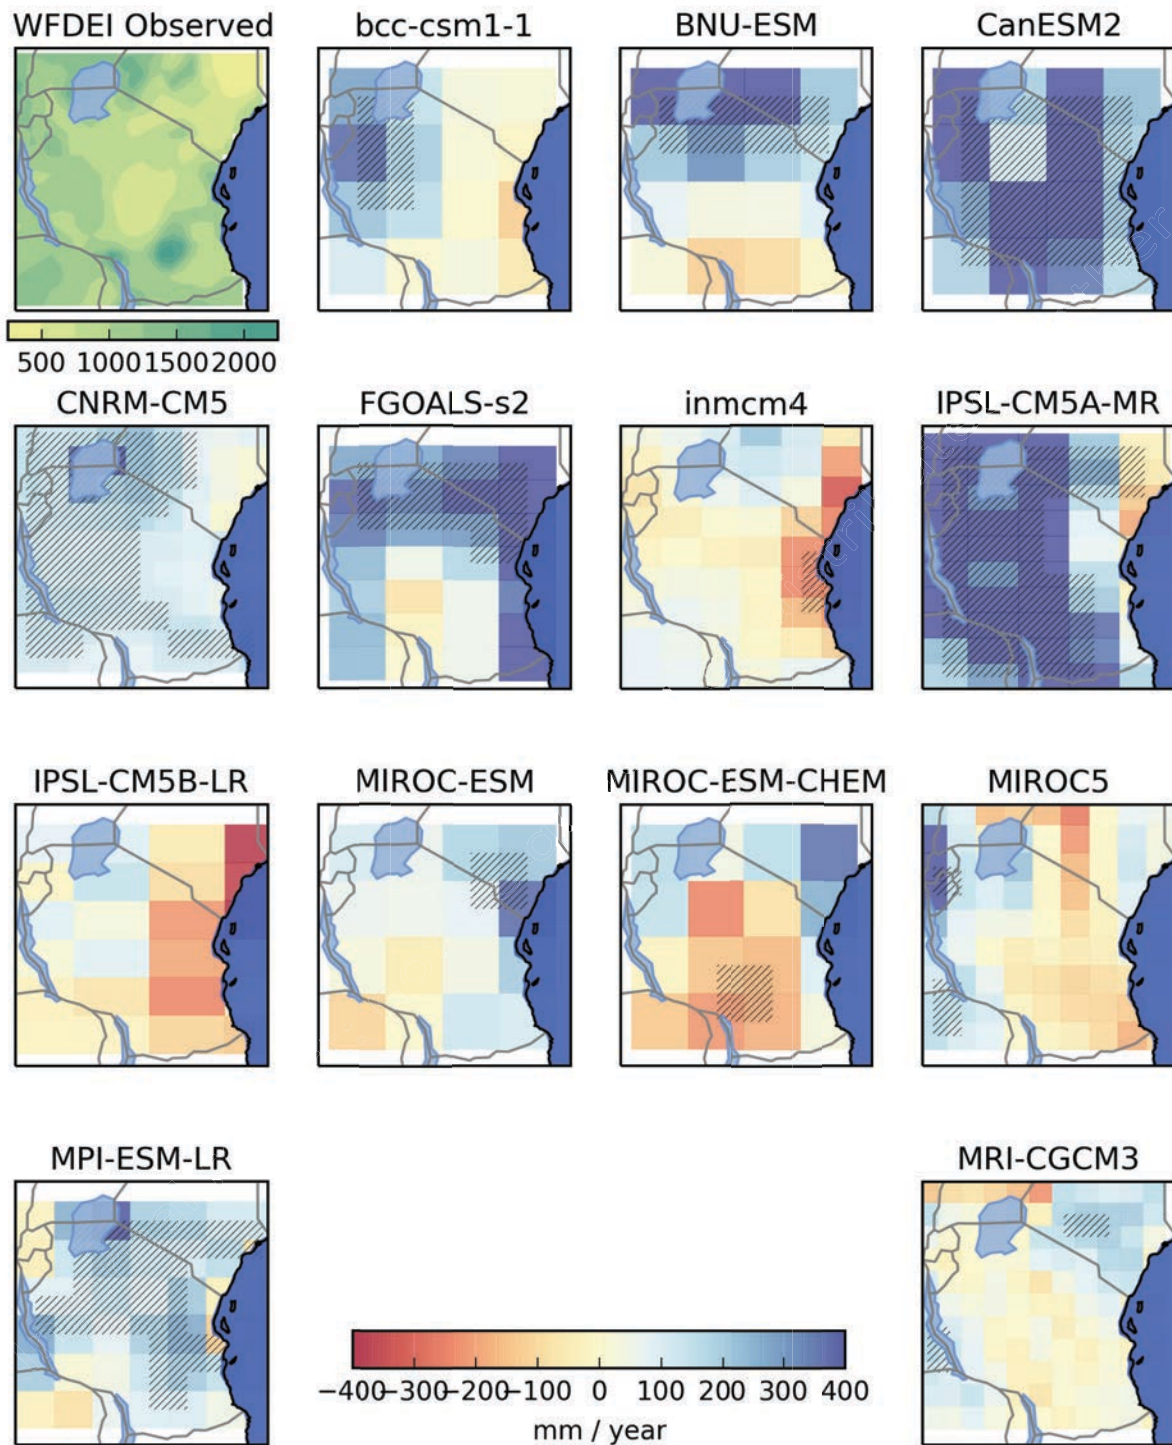 WFDEI Observed
bcc-csm1-1
BNU-ESM
CanESM2
500 1000 1500 2000
CNRM-CM5
FGOALS-s2
inmcm4
IPSL-CM5A-MR
IPSL-CM5B-LR
MIROC-ESM
MIROC-ESM-CHEM
MIROC5
MPI-ESM-LR
MRI-CGCM3
−400 −300 −200 −100 0 100 200 300 400
mm / year